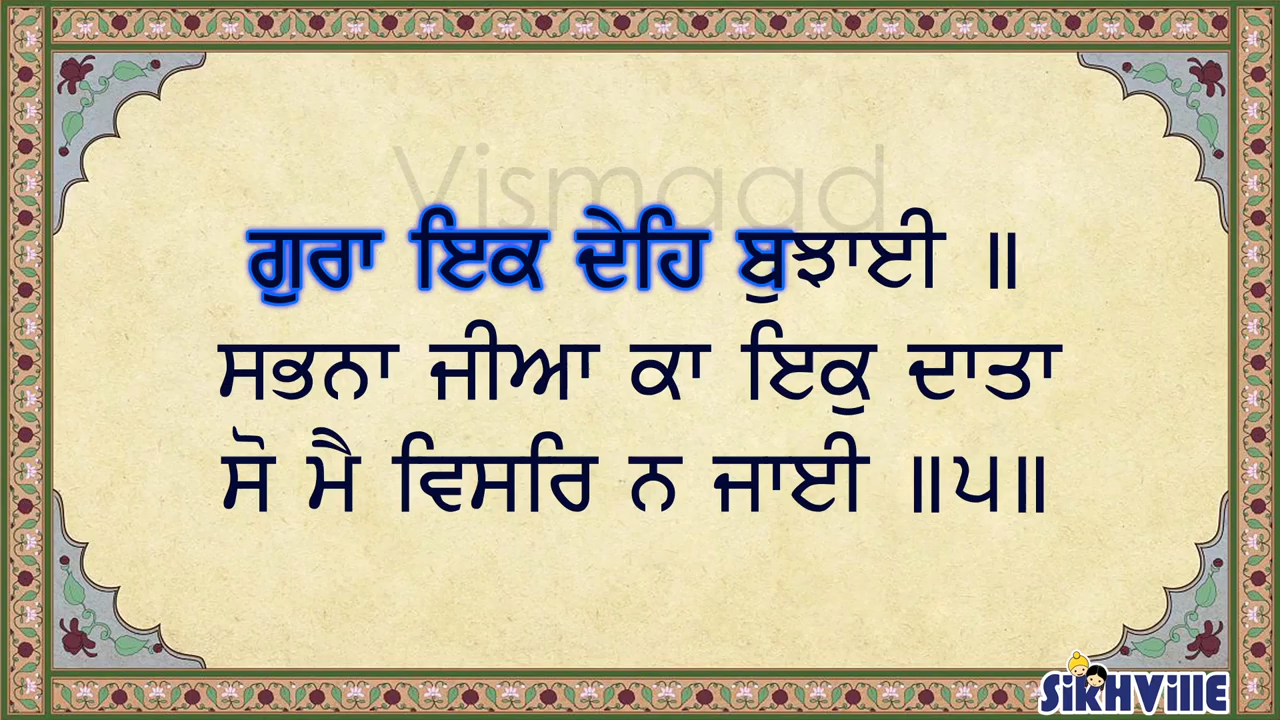 Vismaad
ਗੁਰਾ ਇਕ ਦੇਹਿ ਬੁਝਾਈ ॥
ਸਭਨਾ ਜੀਆ ਕਾ ਇਕੁ ਦਾਤਾ
ਸੋ ਮੈ ਵਿਸਰਿ ਨ ਜਾਈ ॥੫॥
SIKHVILLE